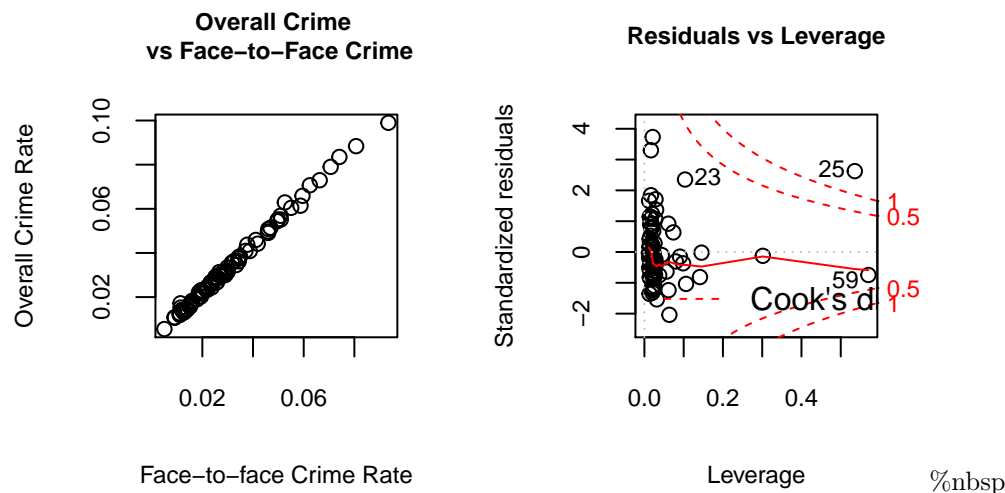 Overall Crime
vs Face−to−Face Crime
Overall Crime Rate
0.10
0.06
0.02
0.02
0.06
Face−to−face Crime Rate
Residuals vs Leverage
Standardized residuals
4
2
0
−2
23
25
59
1
0.5
0.5
1
Cook's d
0.0
0.2
0.4
Leverage
%nbsp